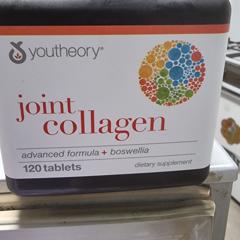 youtheory®
joint
collagen
advanced formula + boswellia
120 tablets
dietary supplement